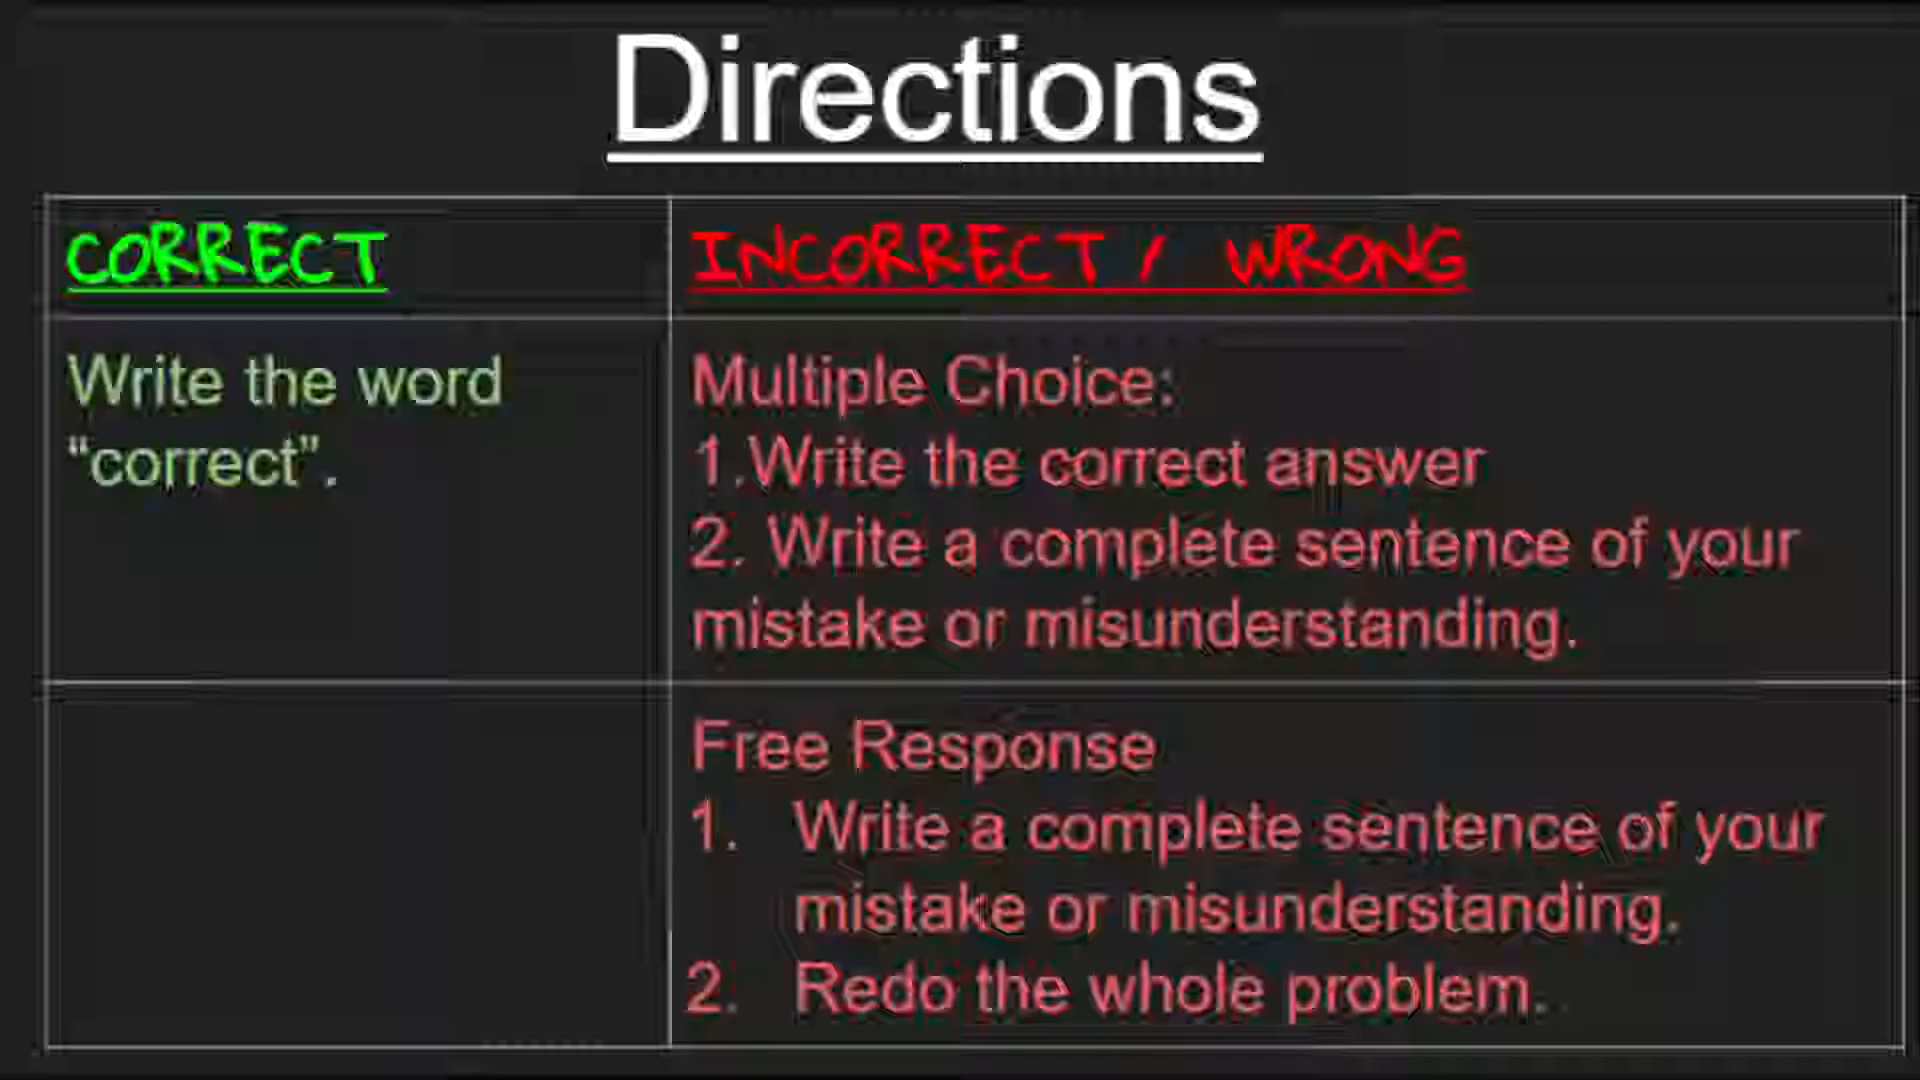 Directions
CORRECT
INCORRECT / WRONG
Write the word
“correct”.
Multiple Choice:
1.Write the correct answer
2. Write a complete sentence of your
mistake or misunderstanding.
Free Response
1. Write a complete sentence of your
mistake or misunderstanding.
2. Redo the whole problem.